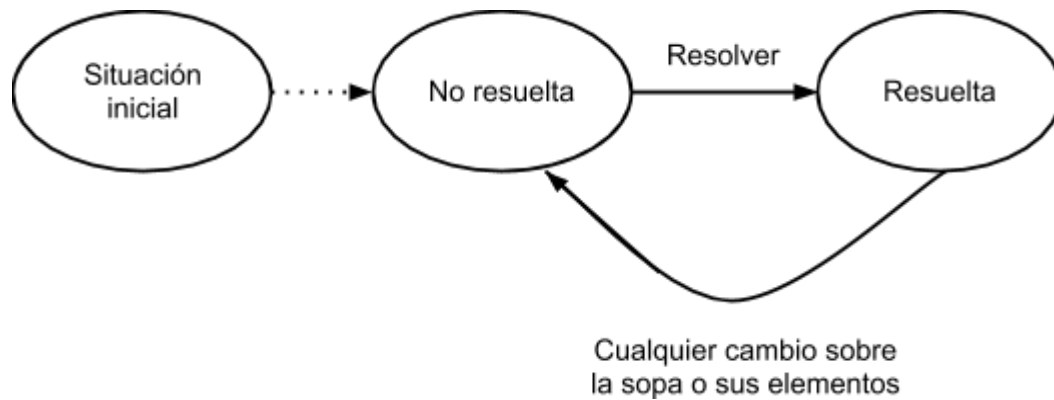 Situación
inicial
No resuelta
Resolver
Resuelta
Cualquier cambio sobre
la sopa o sus elementos